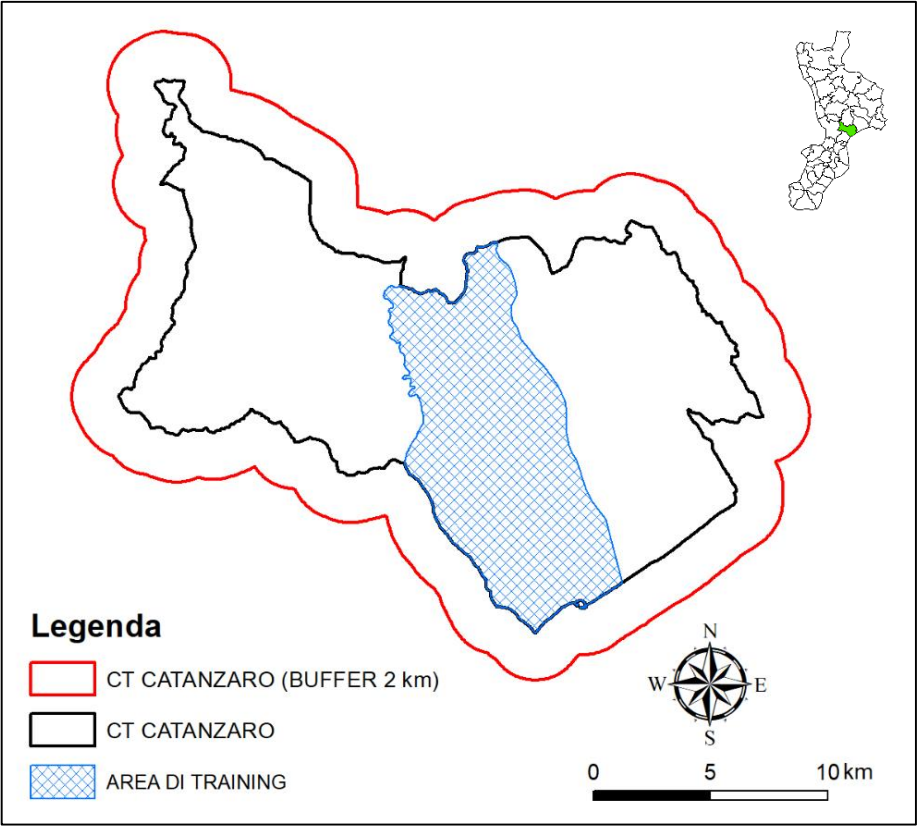 Legenda
CT CATANZARO (BUFFER 2 km)
CT CATANZARO
AREA DI TRAINING
N
W E
S
0 5 10 km